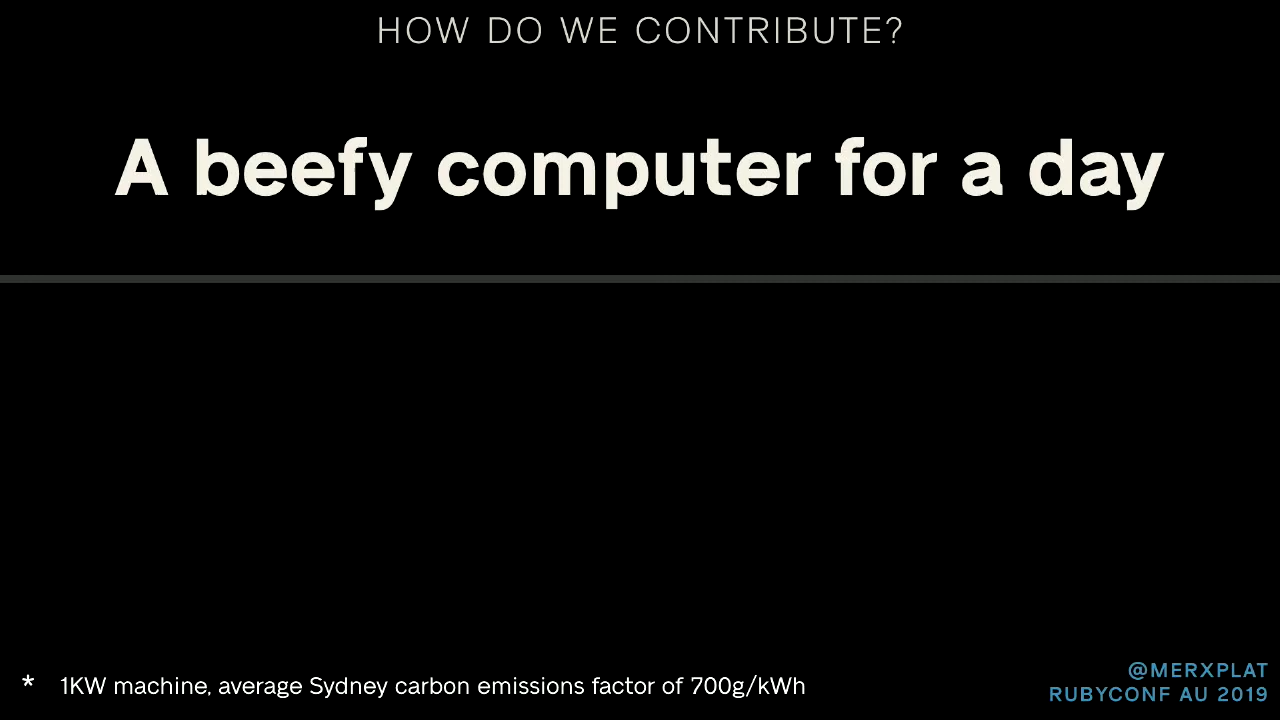 HOW DO WE CONTRIBUTE?
A beefy computer for a day
* 1KW machine, average Sydney carbon emissions factor of 700g/kWh
@MERXPLAT
RUBYCONF AU 2019